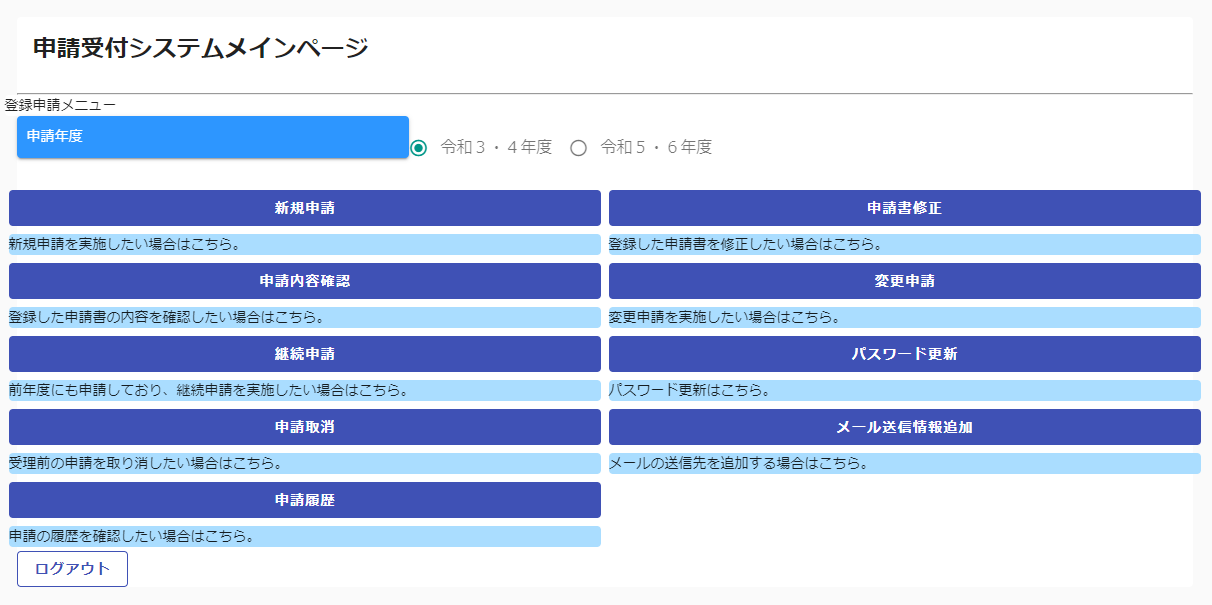 申請受付システムメインページ
登録申請メニュー
申請年度
令和３・４年度 令和５・６年度
新規申請
新規申請を実施したい場合はこちら。
申請書修正
登録した申請書を修正したい場合はこちら。
申請内容確認
登録した申請書の内容を確認したい場合はこちら。
変更申請
変更申請を実施したい場合はこちら。
継続申請
前年度にも申請しており、継続申請を実施したい場合はこちら。
パスワード更新
パスワード更新はこちら。
申請取消
受理前の申請を取り消したい場合はこちら。
メール送信情報追加
メールの送信先を追加する場合はこちら。
申請履歴
申請の履歴を確認したい場合はこちら。
ログアウト